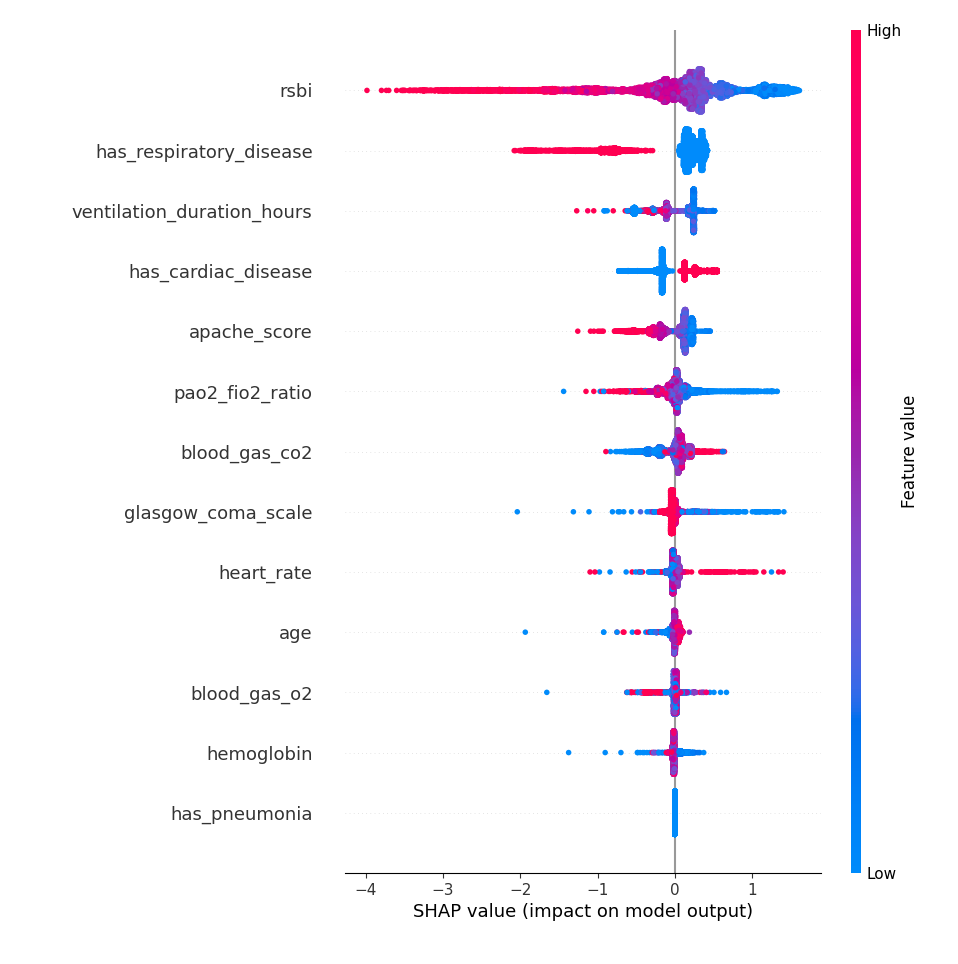 High
rsbi
has_respiratory_disease
ventilation_duration_hours
has_cardiac_disease
apache_score
pao2_fio2_ratio
blood_gas_co2
glasgow_coma_scale
heart_rate
age
blood_gas_o2
hemoglobin
has_pneumonia
Feature value
Low
−4 −3 −2 −1 0 1
SHAP value (impact on model output)